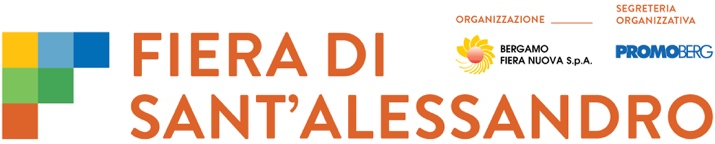 FIERA DI
SANT'ALESSANDRO
ORGANIZZAZIONE
BERGAMO
FIERA NUOVA S.p.A.
SEGRETERIA
ORGANIZZATIVA
PROMOBERG